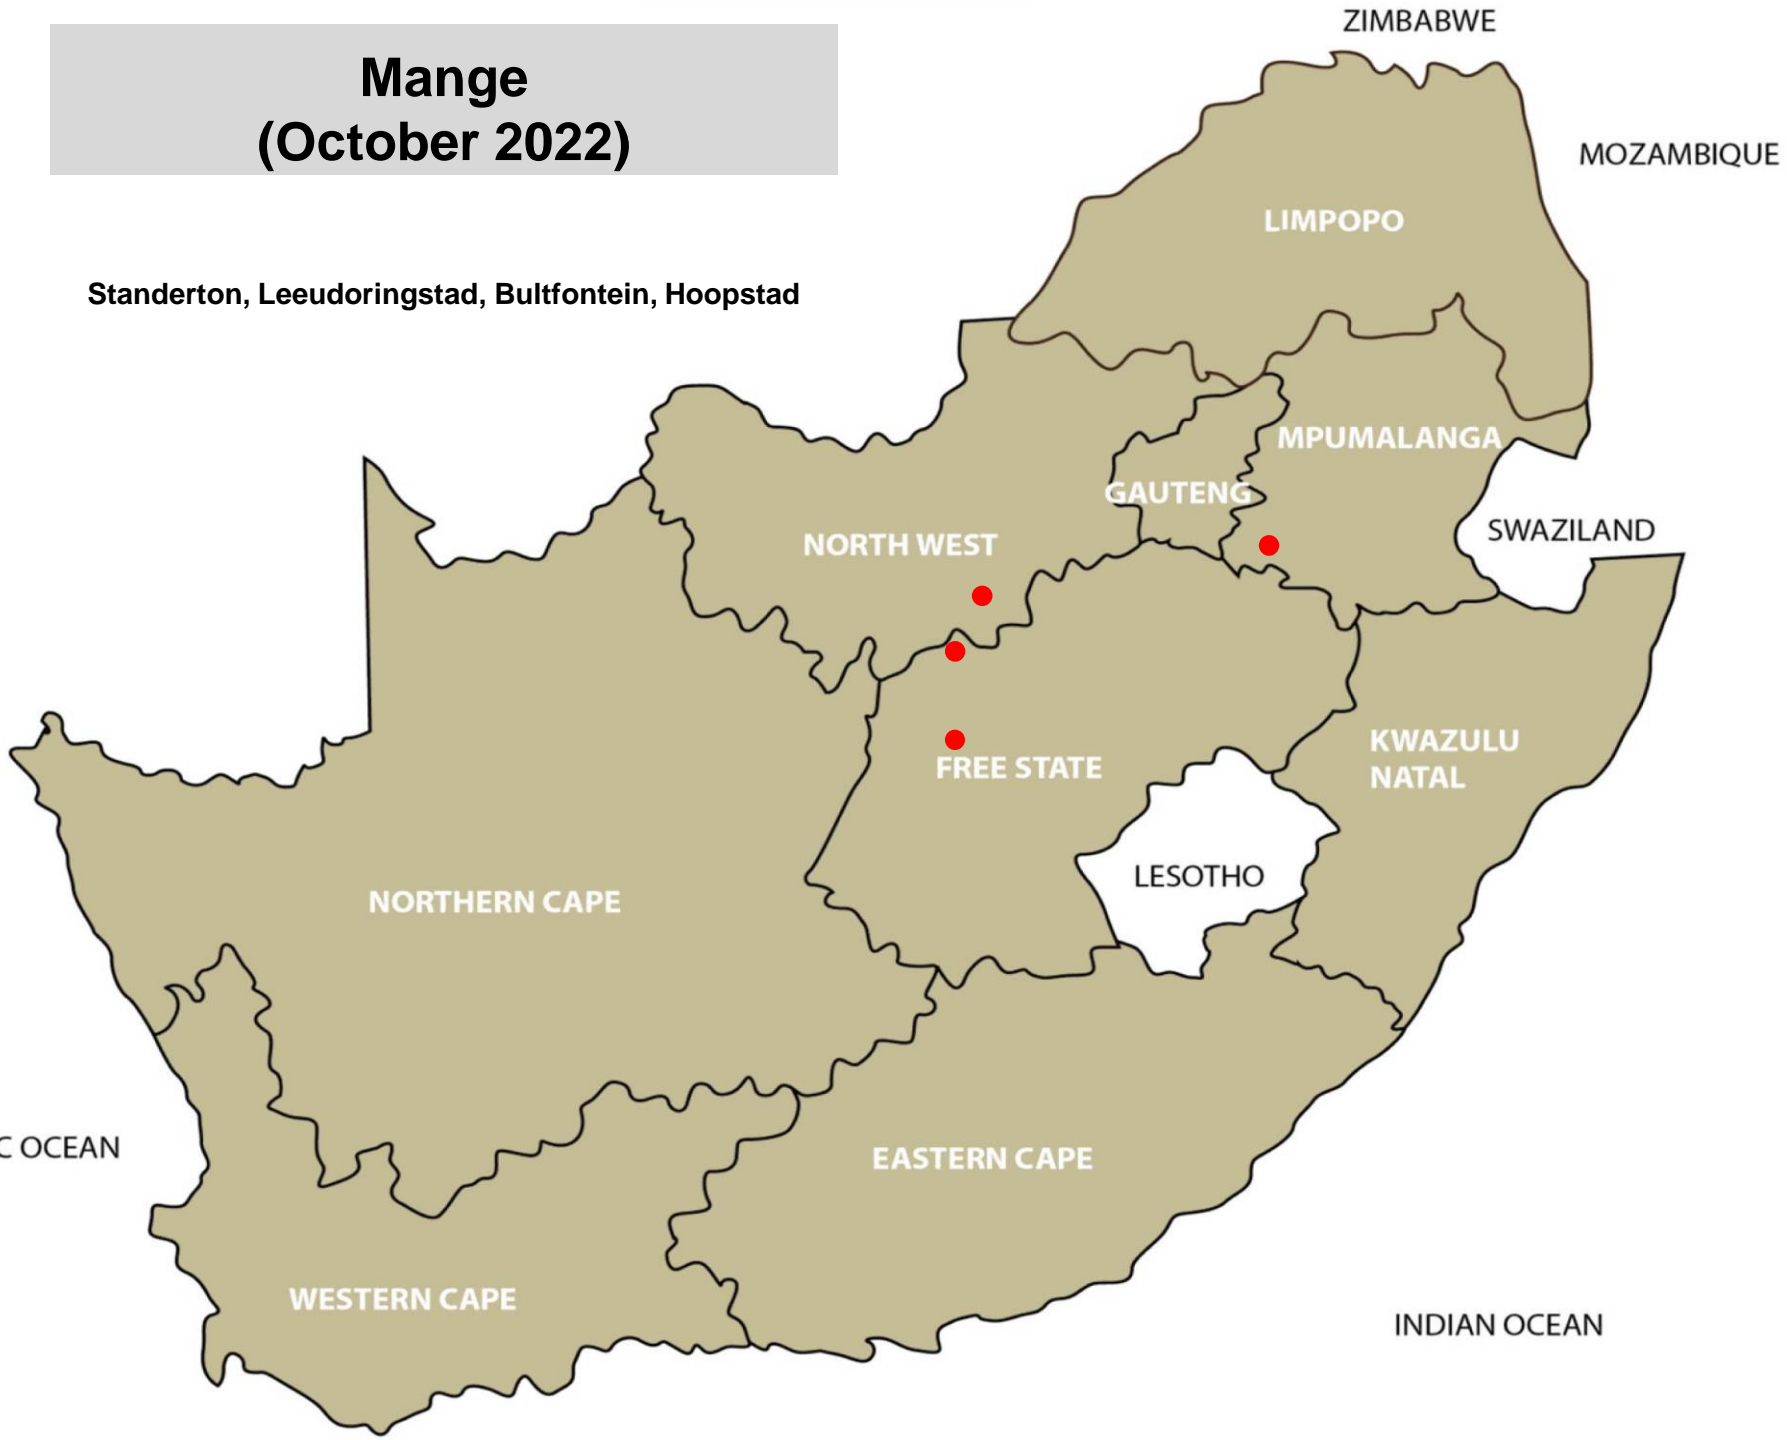 Mange
(October 2022)
Standerton, Leeudoringstad, Bultfontein, Hoopstad
ZIMBABWE
MOZAMBIQUE
LIMPOPO
MPUMALANGA
GAUTENG
SWAZILAND
NORTH WEST
KWAZULU
NATAL
FREE STATE
LESOTHO
NORTHERN CAPE
C OCEAN
EASTERN CAPE
WESTERN CAPE
INDIAN OCEAN